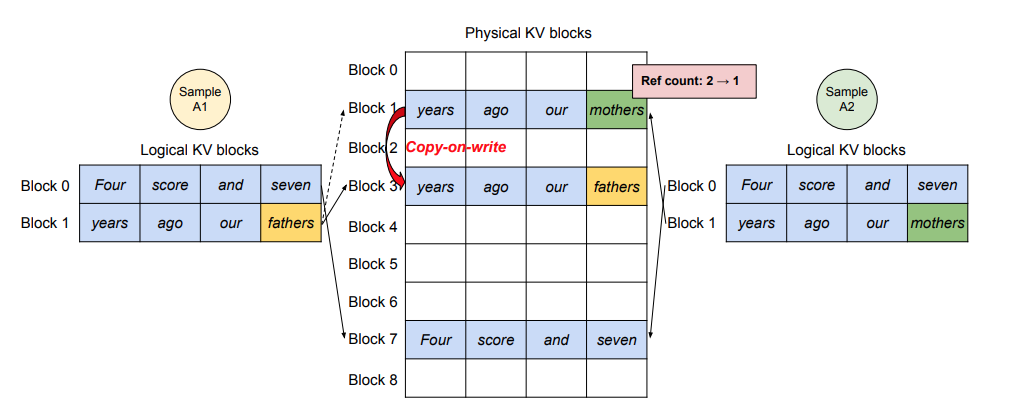 Physical KV blocks
Block 0
Ref count: 2 → 1
Sample
A1
Sample
A2
Block 1 years ago our mothers
Logical KV blocks
Block 2 Copy-on-write
Logical KV blocks
Block 0 Four score and seven
Block 3 years ago our fathers
Block 0 Four score and seven
Block 1 years ago our fathers
Block 4
Block 1 years ago our mothers
Block 5
Block 6
Block 7 Four score and seven
Block 8